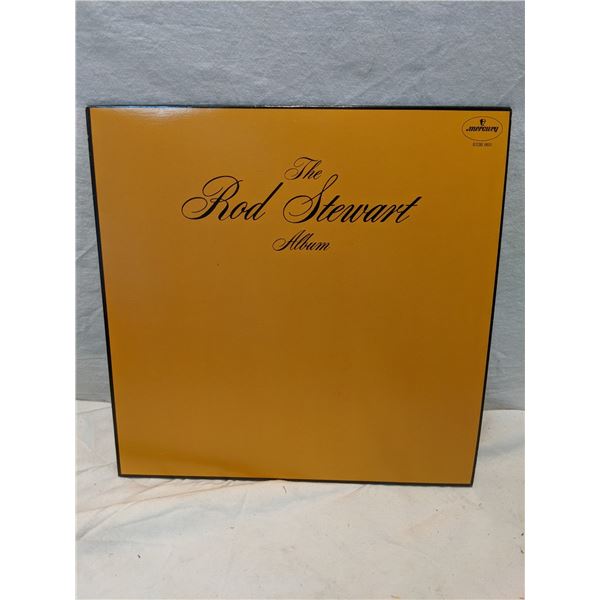 mercury
The
Rod Stewart
Album